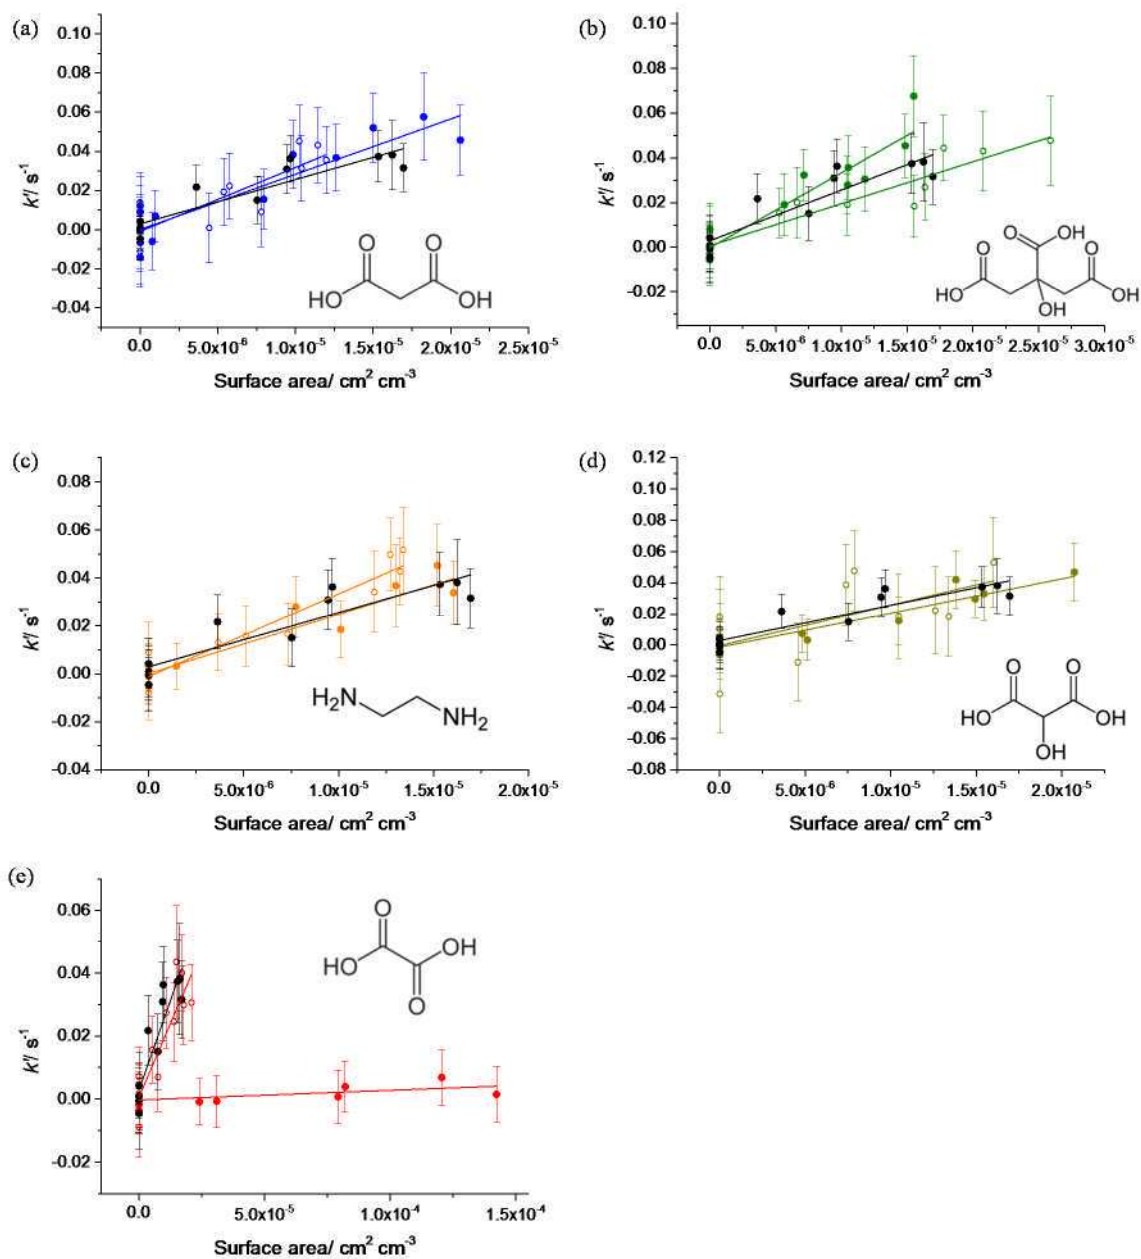 (a)
0.10
0.08
0.06
0.04
0.02
0.00
-0.02
-0.04
k'/ s-1
0.0
5.0x10-6
1.0x10-5
1.5x10-5
2.0x10-5
2.5x10-5
Surface area/ cm2 cm-3
O
O
HO
OH
(b)
0.10
0.08
0.06
0.04
0.02
0.00
-0.02
k'/ s-1
0.0
5.0x10-6
1.0x10-5
1.5x10-5
2.0x10-5
2.5x10-5
3.0x10-5
Surface area/ cm2 cm-3
O
OH
O
O
HO
OH
OH
(c)
0.08
0.06
0.04
0.02
0.00
-0.02
-0.04
k'/ s-1
0.0
5.0x10-6
1.0x10-5
1.5x10-5
2.0x10-5
Surface area/ cm2 cm-3
H2N
NH2
(d)
0.12
0.10
0.08
0.06
0.04
0.02
0.00
-0.02
-0.04
-0.06
-0.08
k'/ s-1
0.0
5.0x10-6
1.0x10-5
1.5x10-5
2.0x10-5
Surface area/ cm2 cm-3
O
O
HO
OH
OH
(e)
0.06
0.04
0.02
0.00
-0.02
k'/ s-1
0.0
5.0x10-5
1.0x10-4
1.5x10-4
Surface area/ cm2 cm-3
O
OH
HO
O